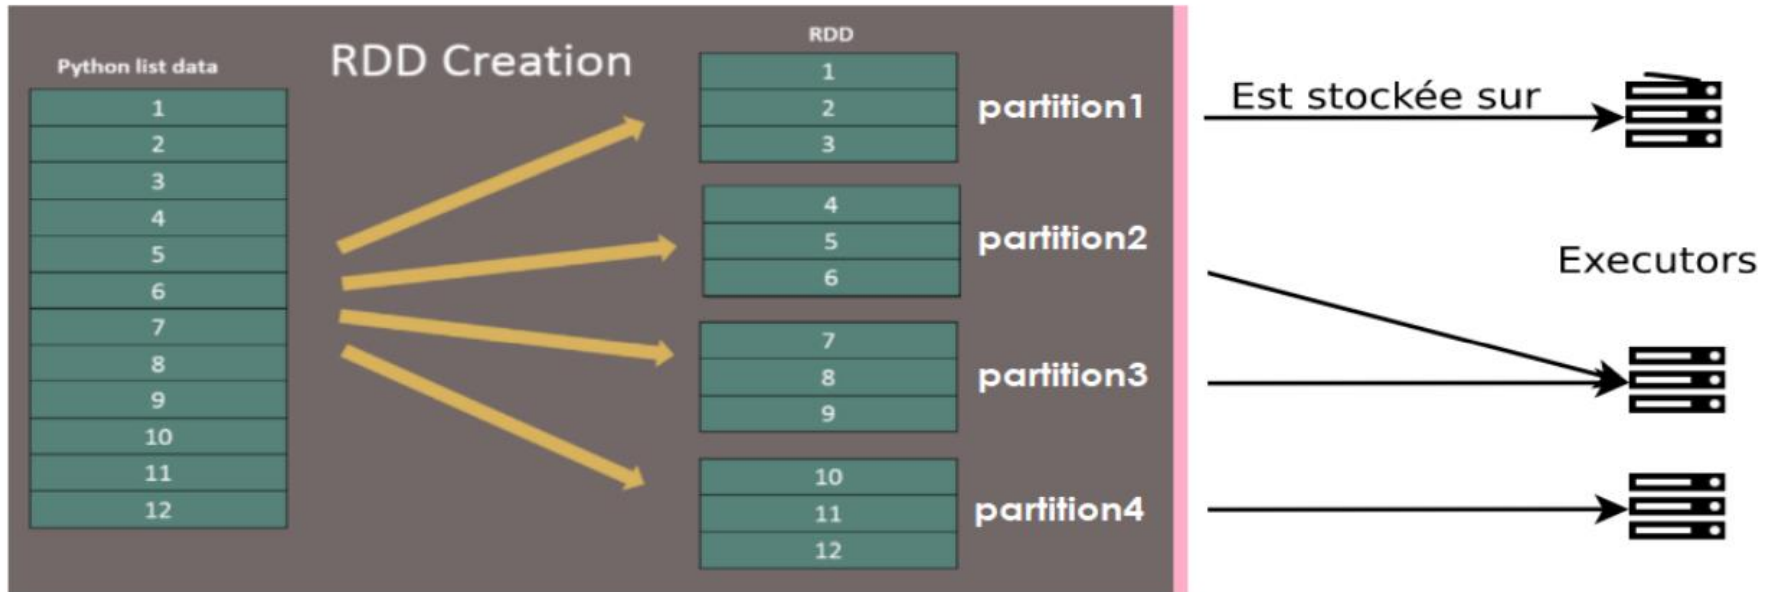 Python list data
1
2
3
4
5
6
7
8
9
10
11
12
RDD Creation
RDD
1
2
3
partition1
4
5
6
partition2
7
8
9
partition3
10
11
12
partition4
Est stockée sur
Executors